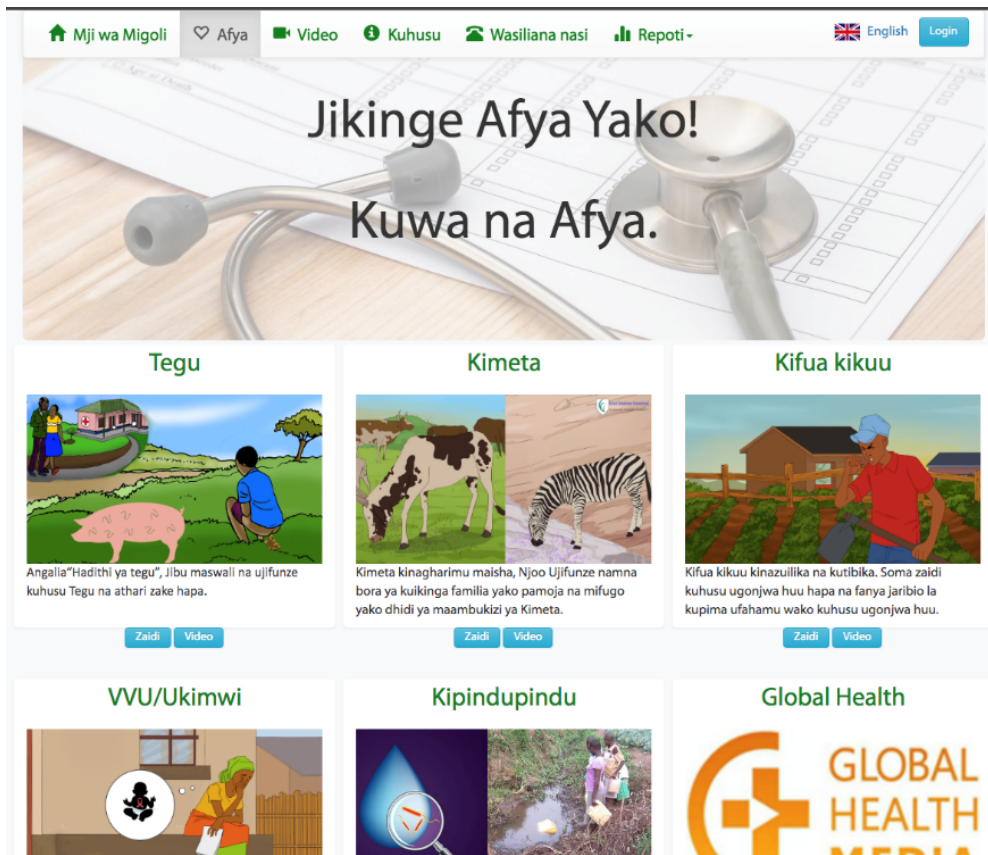 Mji wa Migoli Afya Video Kuhusu Wasiliana nasi Repoti English Login
Jikinge Afya Yako!
Kuwa na Afya.
Tegu
Angalia"Hadithi ya tegu", Jibu maswali na ujifunze
kuhusu Tegu na athari zake hapa.
Zaidi Video
Kimeta
Kimeta kinagharimu maisha, Njoo Ujifunze namna
bora ya kuikinga familia yako pamoja na mifugo
yako dhidi ya maambukizi ya Kimeta.
Zaidi Video
Kifua kikuu
Kifua kikuu kinazuilika na kutibika. Soma zaidi
kuhusu ugonjwa huu hapa na fanya jaribio la
kupima ufahamu wako kuhusu ugonjwa huu.
Zaidi Video
VVU/Ukimwi
Kipindupindu
Global Health
GLOBAL
HEALTH
MEDIA